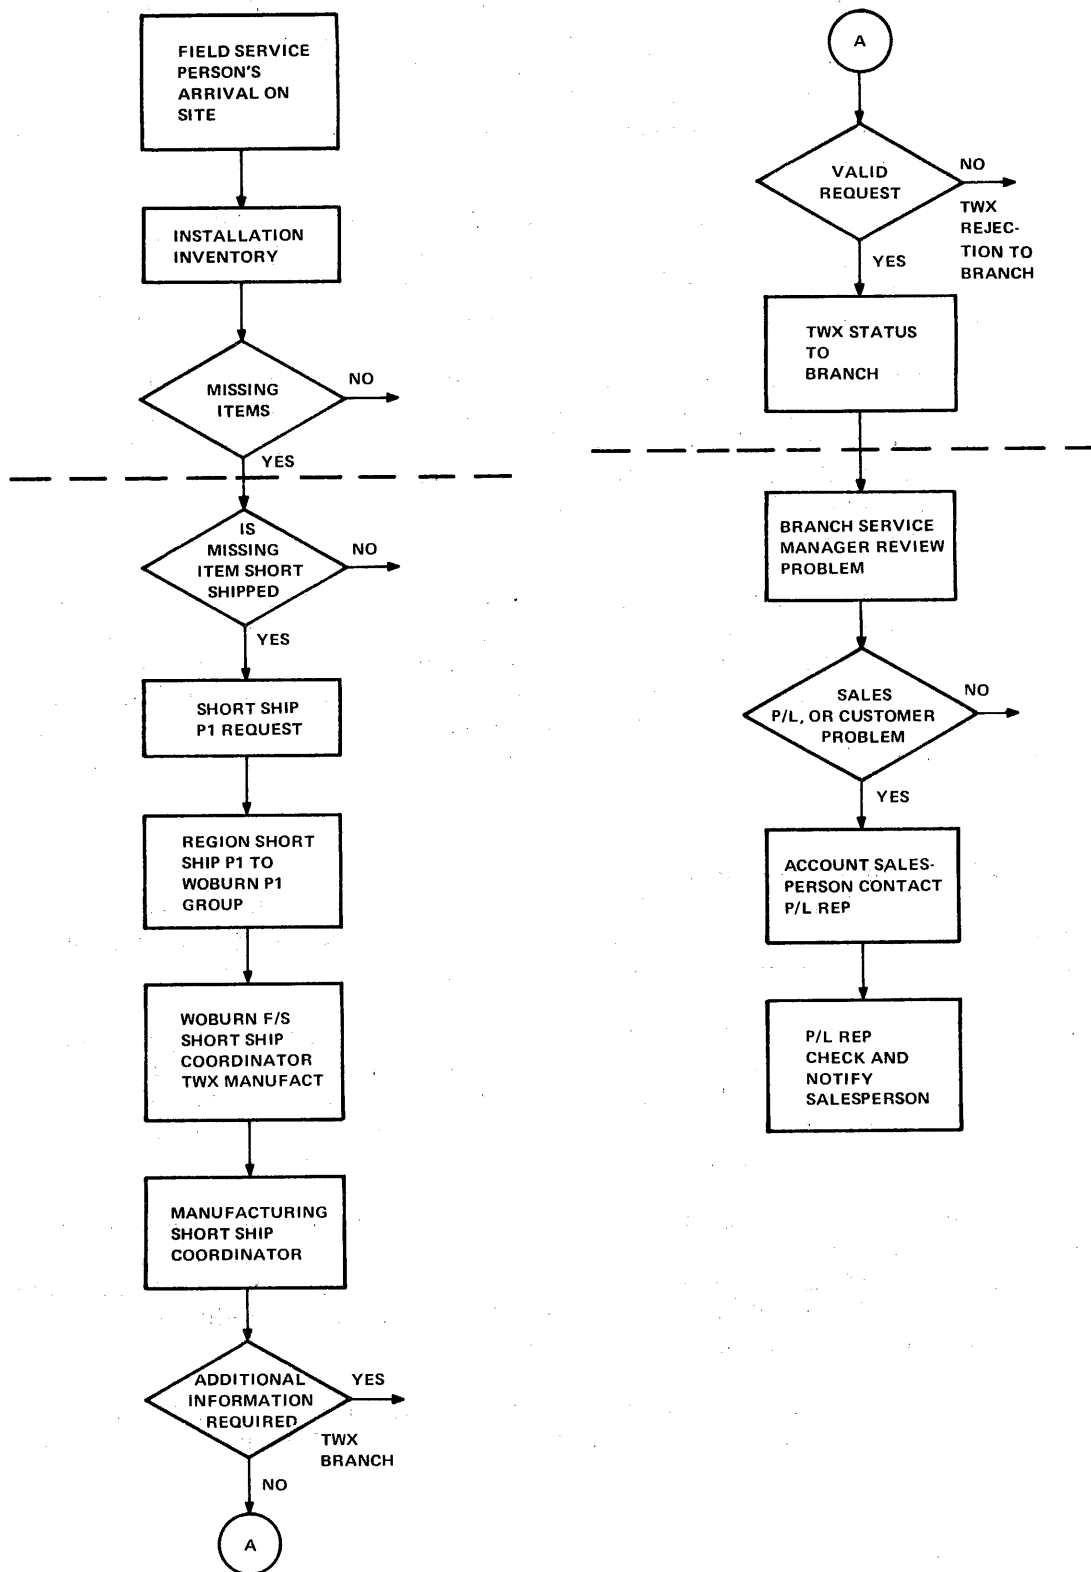 FIELD SERVICE
PERSON'S
ARRIVAL ON
SITE
INSTALLATION
INVENTORY
MISSING
ITEMS
NO
YES
IS
MISSING
ITEM SHORT
SHIPPED
NO
YES
SHORT SHIP
P1 REQUEST
REGION SHORT
SHIP P1 TO
WOBURN P1
GROUP
WOBURN F/S
SHORT SHIP
COORDINATOR
TWX MANUFACT
MANUFACTURING
SHORT SHIP
COORDINATOR
ADDITIONAL
INFORMATION
REQUIRED
YES
TWX
BRANCH
NO
A
A
VALID
REQUEST
NO
TWX
REJEC-
TION TO
BRANCH
YES
TWX STATUS
TO
BRANCH
BRANCH SERVICE
MANAGER REVIEW
PROBLEM
SALES
P/L, OR CUSTOMER
PROBLEM
NO
YES
ACCOUNT SALES-
PERSON CONTACT
P/L REP
P/L REP
CHECK AND
NOTIFY
SALESPERSON